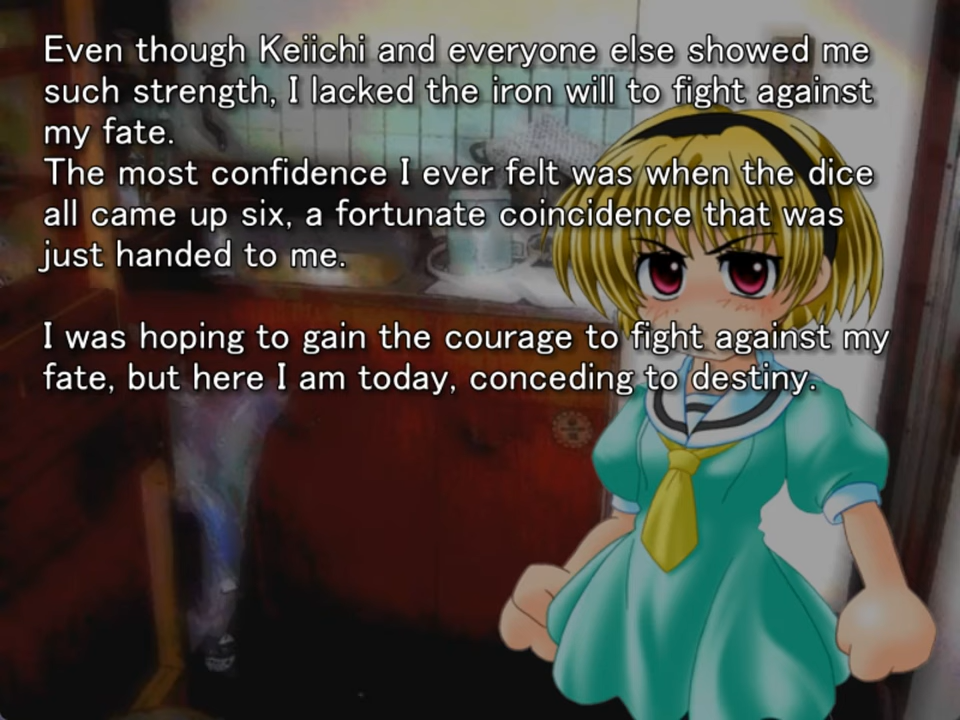 Even though Keiichi and everyone else showed me
such strength, I lacked the iron will to fight against
my fate.
The most confidence I ever felt was when the dice
all came up six, a fortunate coincidence that was
just handed to me.
I was hoping to gain the courage to fight against my
fate, but here I am today, conceding to destiny.